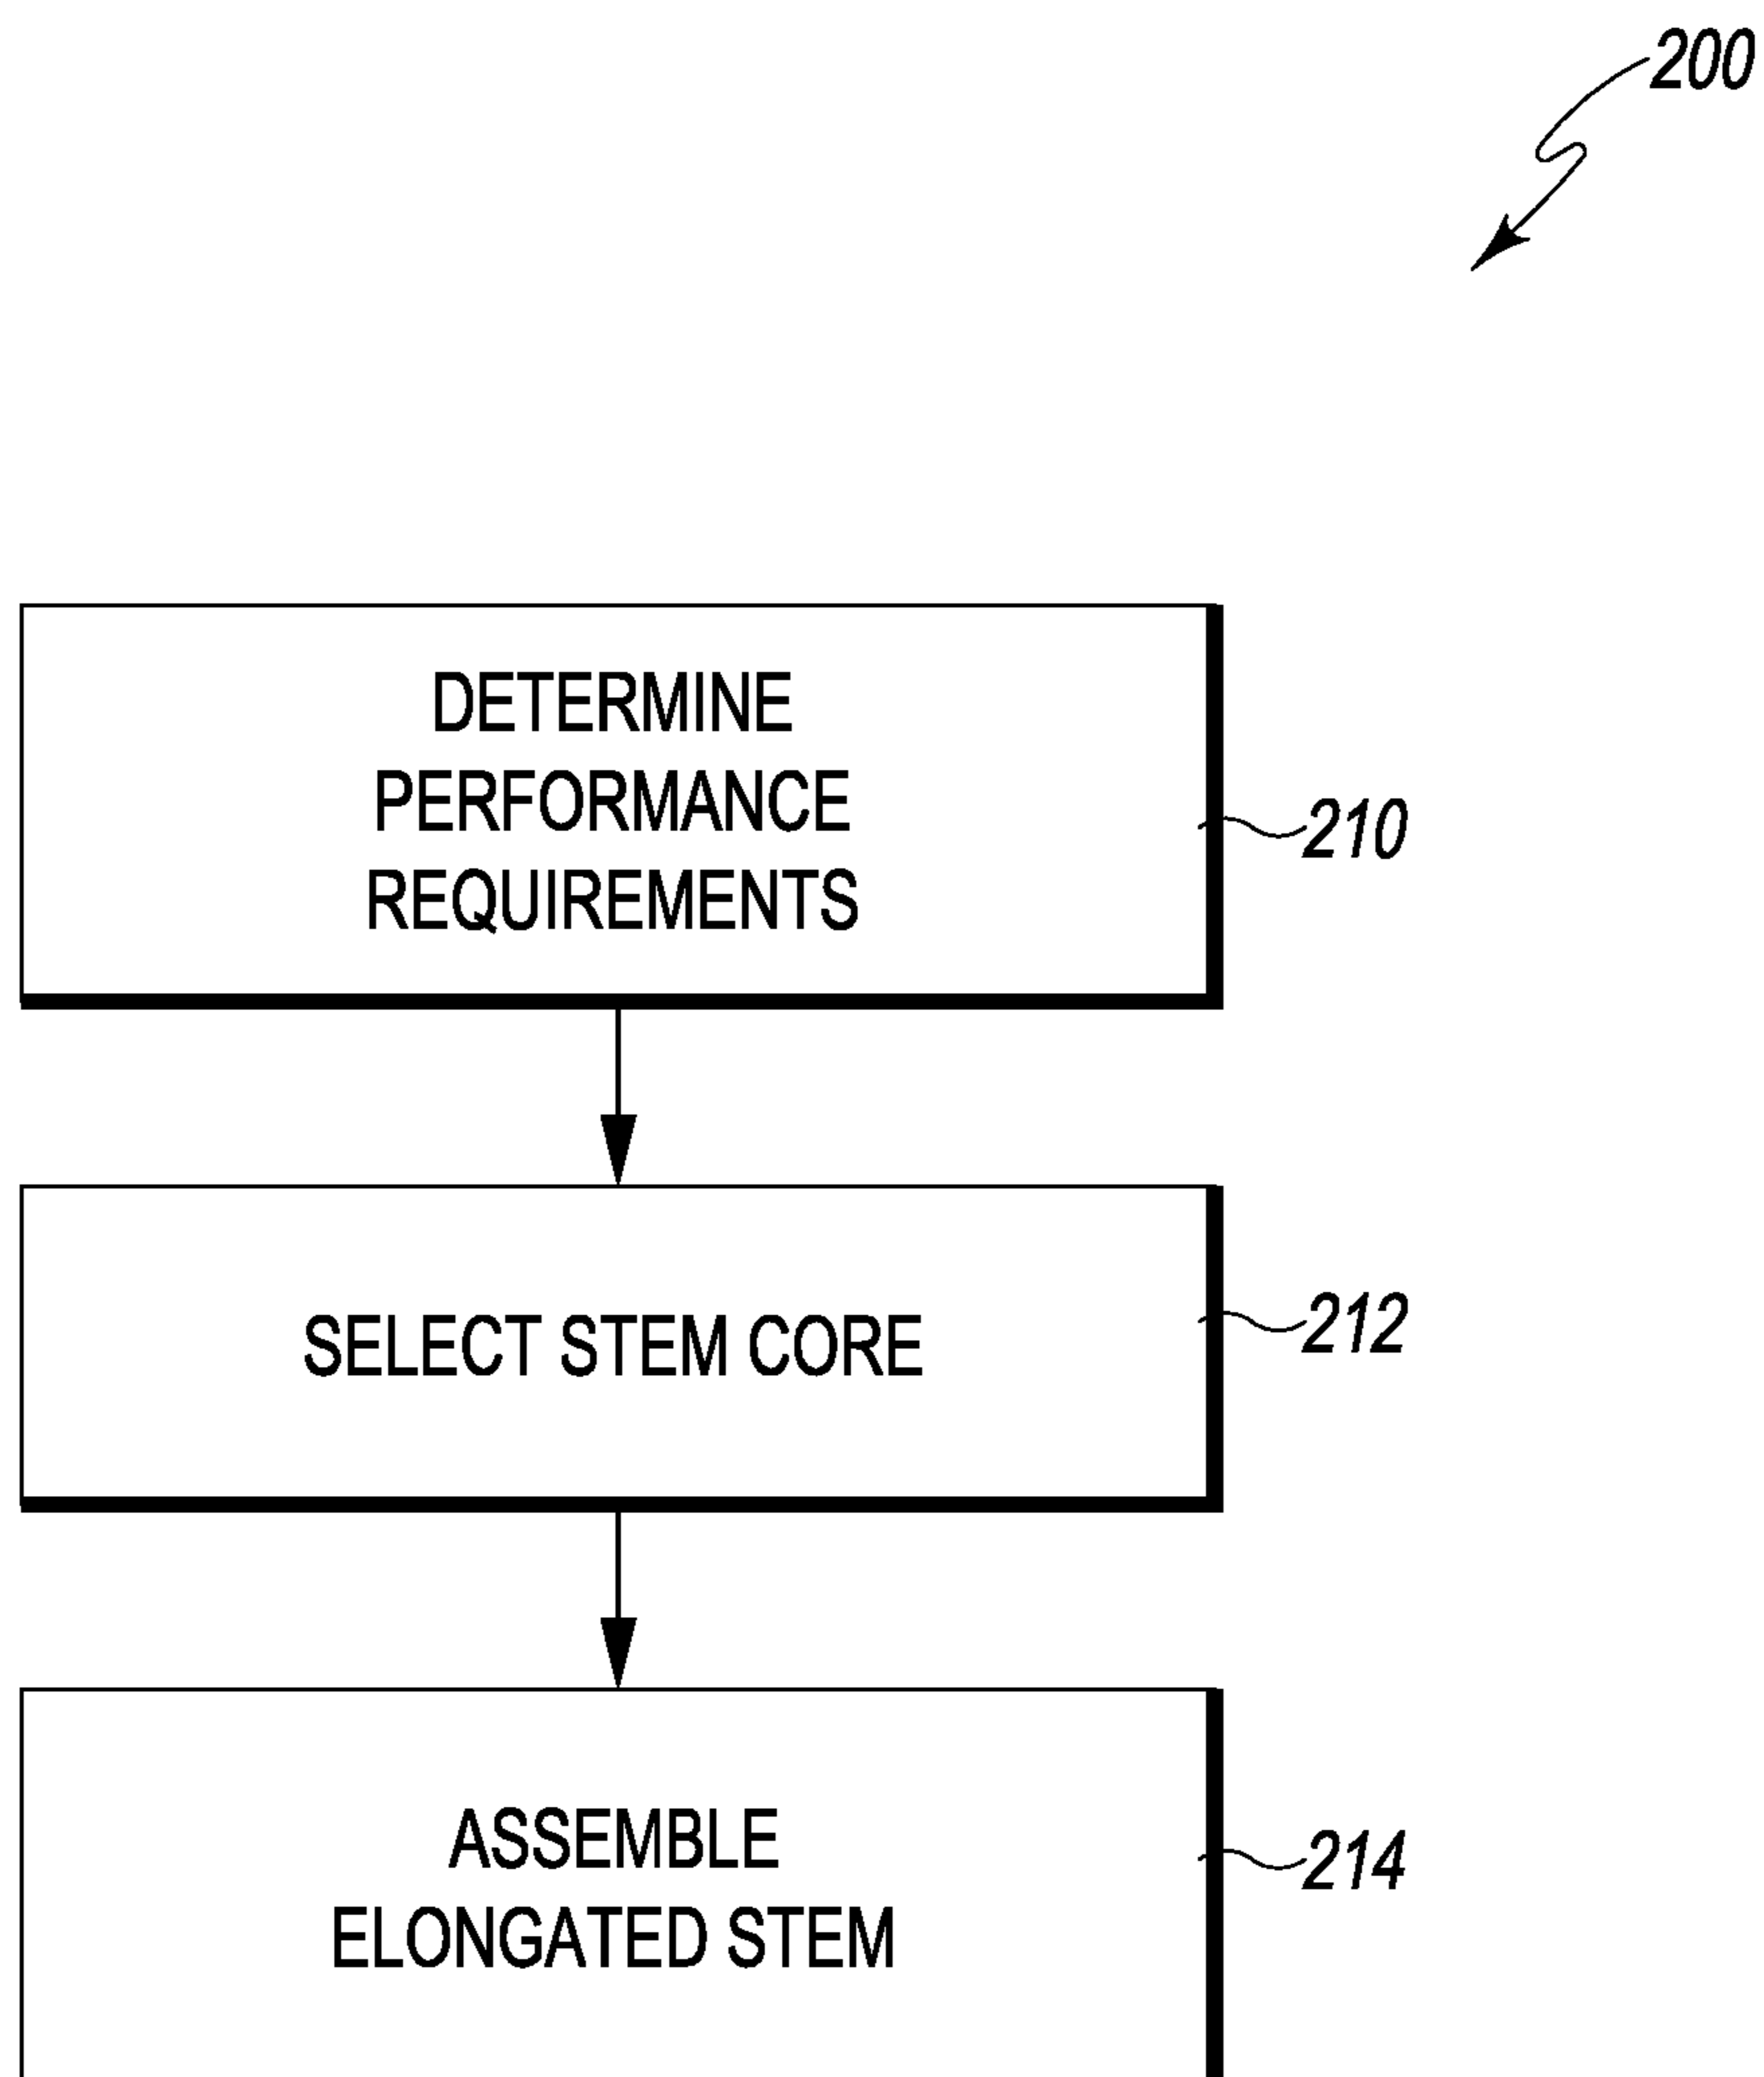 200
DETERMINE
PERFORMANCE
REQUIREMENTS
210
SELECT STEM CORE
212
ASSEMBLE
ELONGATED STEM
214